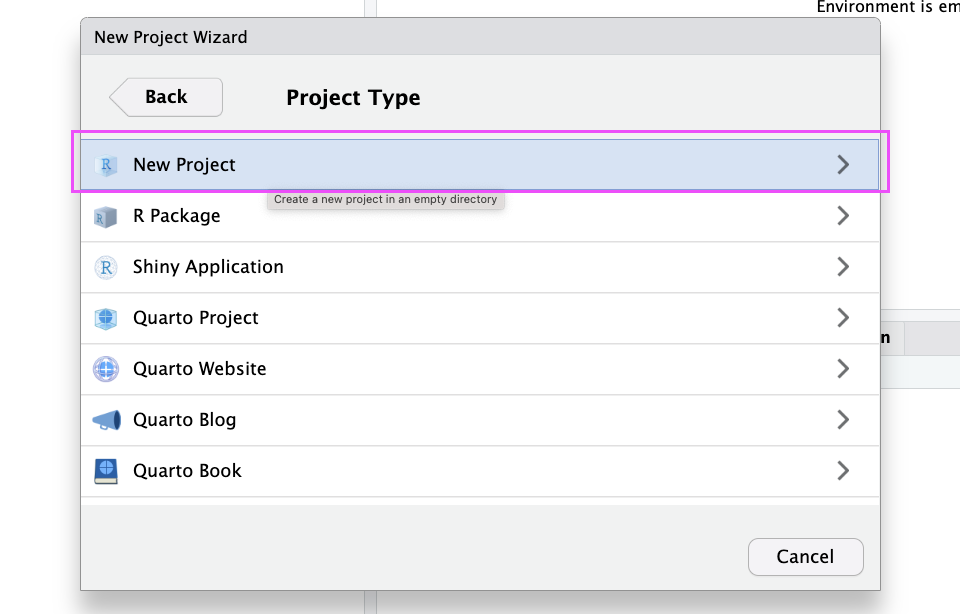 Environment is em
New Project Wizard
Back
Project Type
R New Project
Create a new project in an empty directory
R R Package
R Shiny Application
Quarto Project
Quarto Website
Quarto Blog
Quarto Book
n
Cancel